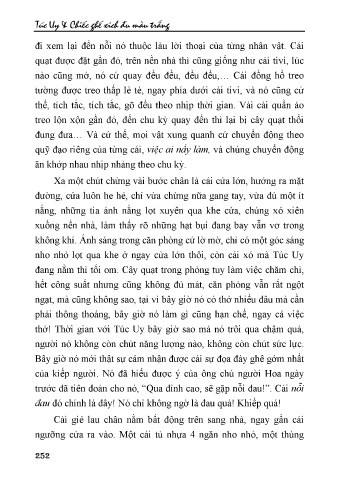 Túc Uy & Chiếc ghế xích đu màu trắng
đi xem lại đến nỗi nó thuộc làu lời thoại của từng nhân vật. Cái
quạt được đặt gần đó, trên nền nhà thì cũng giống như cái tivi, lúc
nào cũng mở, nó cứ quay đều đều, đều đều,... Cái đồng hồ treo
tường được treo thấp lè tè, ngay phía dưới cái tivi, và nó cũng cứ
thế, tích tắc, tích tắc, gõ đều theo nhịp thời gian. Vài cái quần áo
treo lộn xộn gần đó, đến chu kỳ quay đến thì lại bị cây quạt thổi
đung đưa... Và cứ thế, mọi vật xung quanh cứ chuyển động theo
quỹ đạo riêng của từng cái, việc ai nấy làm, và chúng chuyển động
ăn khớp nhau nhịp nhàng theo chu kỳ.
Xa một chút chừng vài bước chân là cái cửa lớn, hướng ra mặt
đường, cửa luôn he hé, chỉ vừa chừng nửa gang tay, vừa đủ một ít
nắng, những tia ánh nắng lọt xuyên qua khe cửa, chúng xỏ xiên
xuống nền nhà, làm thấy rõ những hạt bụi đang bay vẩn vơ trong
không khí. Ánh sáng trong căn phòng cứ lờ mờ, chỉ có một góc sáng
nho nhỏ lọt qua khe ở ngay cửa lớn thôi, còn cái xó mà Túc Uy
đang nằm thì tối om. Cây quạt trong phòng tuy làm việc chăm chỉ,
hết công suất nhưng cũng không đủ mát, căn phòng vẫn rất ngột
ngạt, mà cũng không sao, tại vì bây giờ nó có thở nhiều đâu mà cần
phải thông thoáng, bây giờ nó làm gì cũng hạn chế, ngay cả việc
thở! Thời gian với Túc Uy bây giờ sao mà nó trôi qua chậm quá,
người nó không còn chút năng lượng nào, không còn chút sức lực.
Bây giờ nó mới thật sự cảm nhận được cái sự đọa đày ghê gớm nhất
của kiếp người. Nó đã hiểu được ý của ông chú người Hoa ngày
trước đã tiên đoán cho nó, “Qua đỉnh cao, sẽ gặp nỗi đau!”. Cái nỗi
đau đó chính là đây! Nó chỉ không ngờ là đau quá! Khiếp quá!
Cái giẻ lau chân nằm bất động trên sàng nhà, ngay gần cái
ngưỡng cửa ra vào. Một cái tủ nhựa 4 ngăn nho nhỏ, một thùng
252